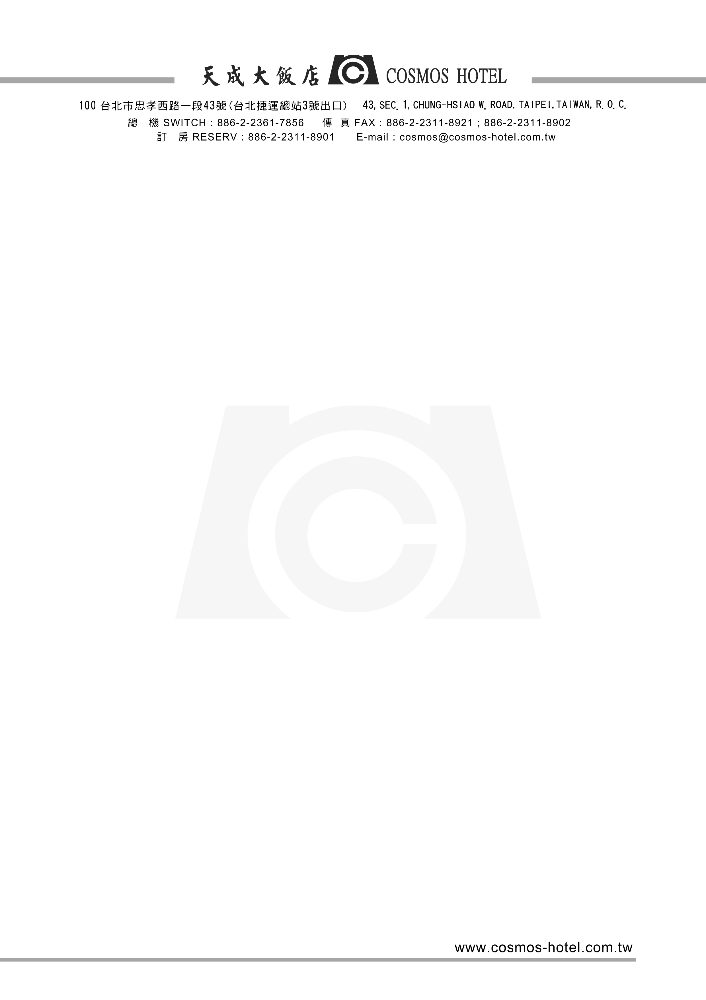 天成大飯店 COSMOS HOTEL
100 台北市忠孝西路一段43號(台北捷運總站3號出口) 43, SEC. 1, CHUNG-HSIAO W. ROAD, TAIPEI, TAIWAN, R. O. C.
總 機 SWITCH : 886-2-2361-7856 傳 真 FAX : 886-2-2311-8921 ; 886-2-2311-8902
訂 房 RESERV : 886-2-2311-8901 E-mail : cosmos@cosmos-hotel.com.tw
www.cosmos-hotel.com.tw